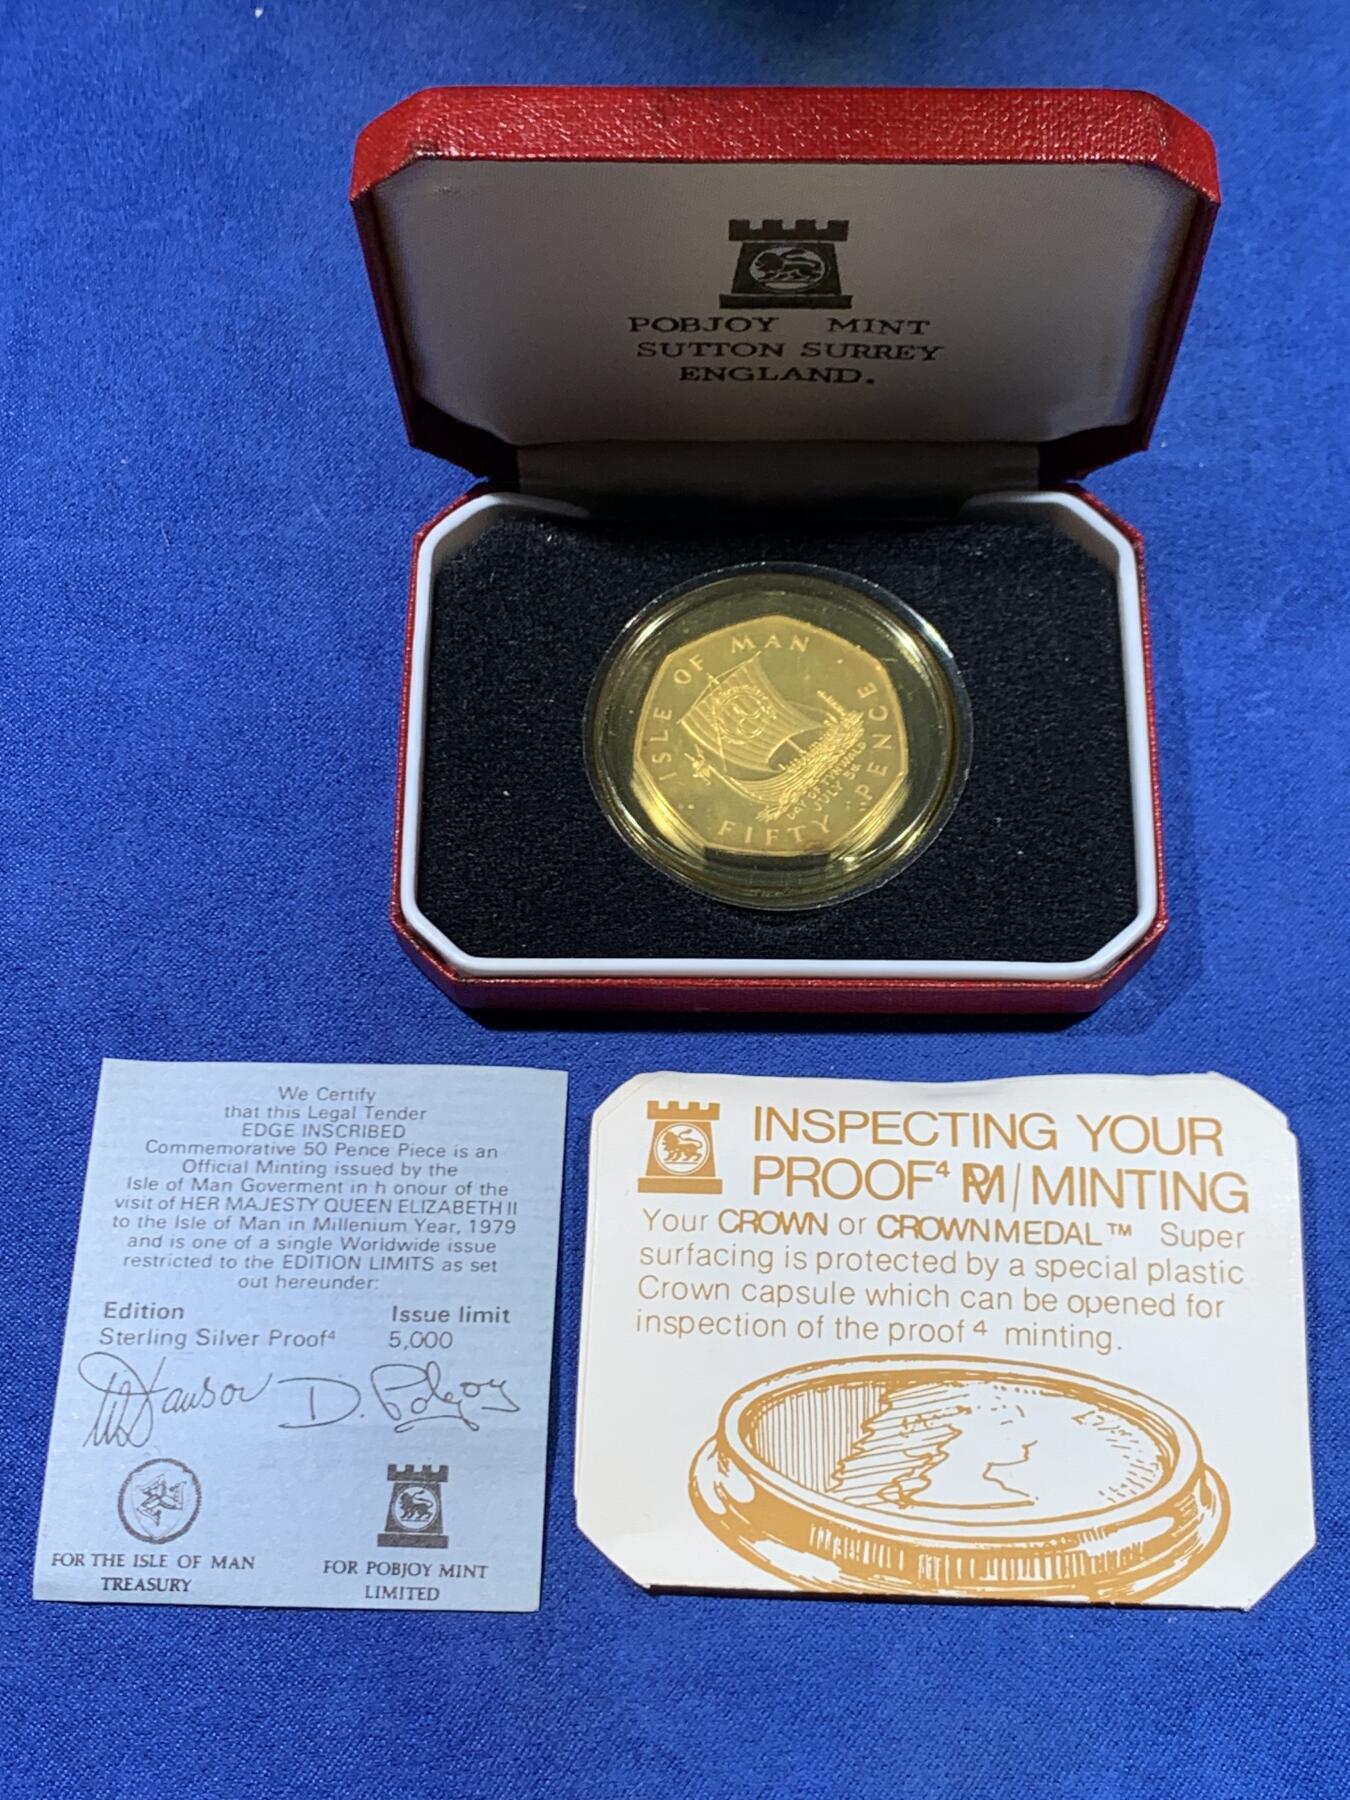 POBJOY MINT
SUTTON SURREY
ENGLAND.
ISLE OF MAN
DAY OF TYNWALD
JULY 5th
FIFTY PENCE
We Certify
that this Legal Tender
EDGE INSCRIBED
Commemorative 50 Pence Piece is an
Official Minting issued by the
Isle of Man Goverment in h onour of the
visit of HER MAJESTY QUEEN ELIZABETH II
to the Isle of Man in Millenium Year, 1979
and is one of a single Worldwide issue
restricted to the EDITION LIMITS as set
out hereunder:
Edition Issue limit
Sterling Silver Proof⁴ 5,000
D. Pobjoy
FOR THE ISLE OF MAN
TREASURY
FOR POBJOY MINT
LIMITED
INSPECTING YOUR
PROOF⁴ PM/MINTING
Your CROWN or CROWNMEDAL™ Super
surfacing is protected by a special plastic
Crown capsule which can be opened for
inspection of the proof ⁴ minting.